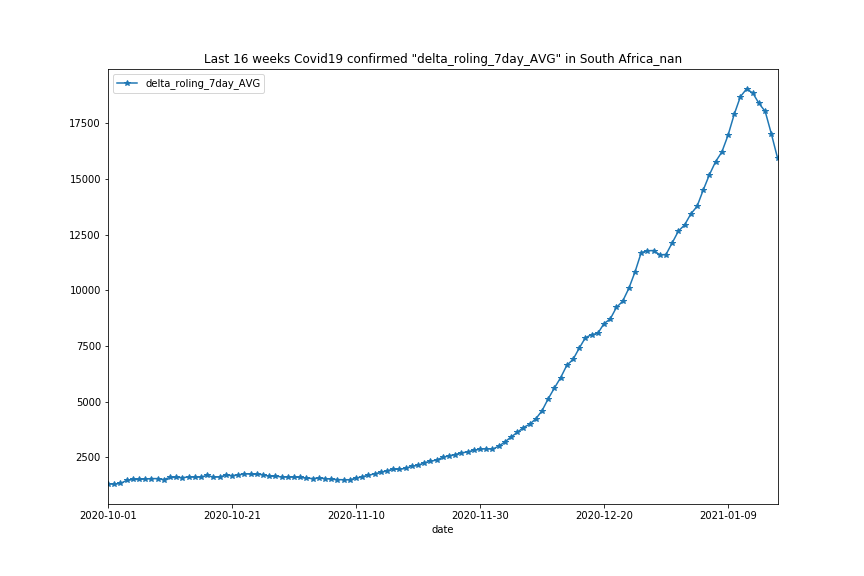 Last 16 weeks Covid19 confirmed "delta_roling_7day_AVG" in South Africa_nan
delta_roling_7day_AVG
17500
15000
12500
10000
7500
5000
2500
2020-10-01 2020-10-21 2020-11-10 2020-11-30 2020-12-20 2021-01-09
date